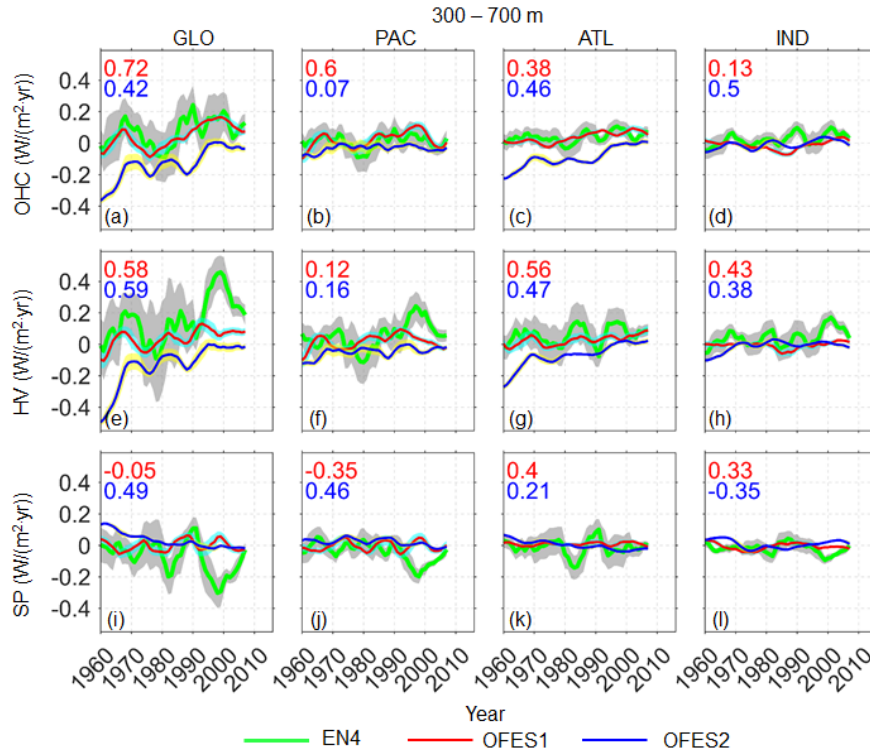 300 – 700 m
GLO PAC ATL IND
OHC (W/(m²·yr))
0.4
0.2
0
-0.2
-0.4
0.72
0.42
(a)
0.6
0.07
(b)
0.38
0.46
(c)
0.13
0.5
(d)
HV (W/(m²·yr))
0.4
0.2
0
-0.2
-0.4
0.58
0.59
(e)
0.12
0.16
(f)
0.56
0.47
(g)
0.43
0.38
(h)
SP (W/(m²·yr))
0.4
0.2
0
-0.2
-0.4
-0.05
0.49
(i)
-0.35
0.46
(j)
0.4
0.21
(k)
0.33
-0.35
(l)
1960 1970 1980 1990 2000 2010 1960 1970 1980 1990 2000 2010 1960 1970 1980 1990 2000 2010 1960 1970 1980 1990 2000 2010
Year
EN4 OFES1 OFES2